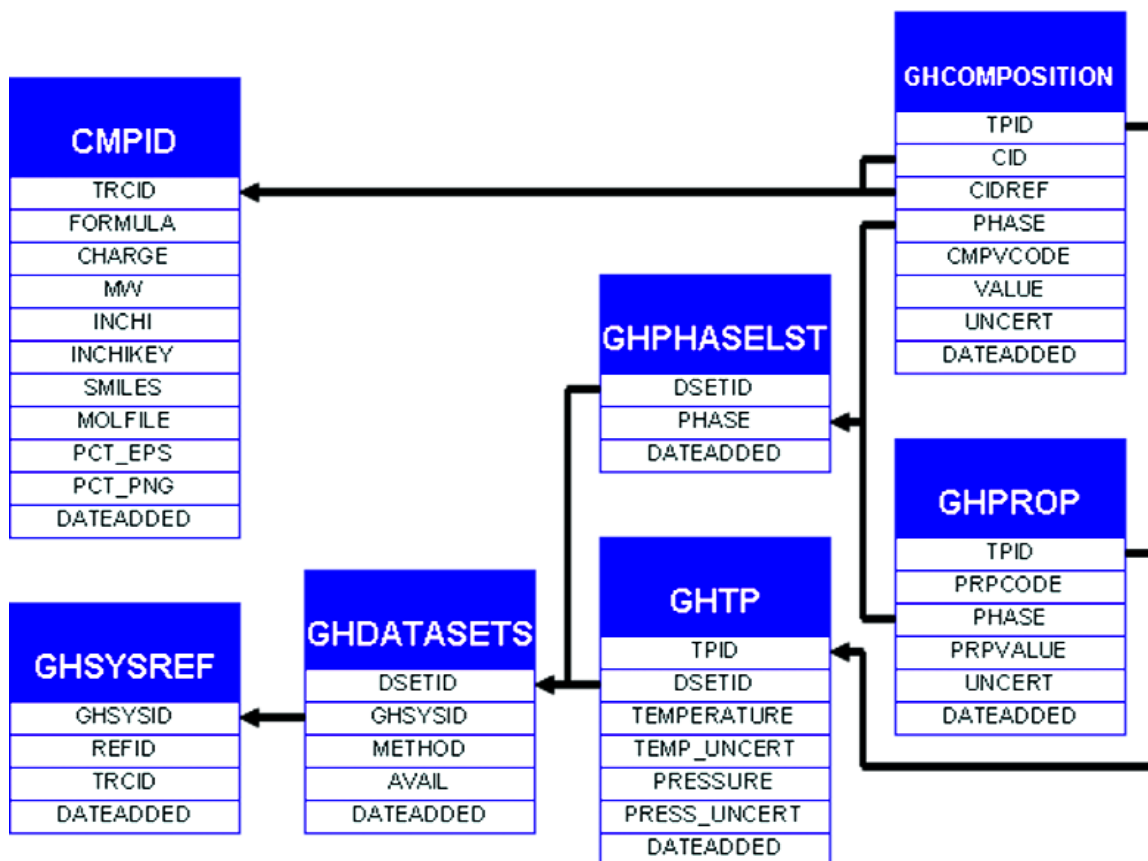 CMPID
TRCID
FORMULA
CHARGE
MW
INCHI
INCHIKEY
SMILES
MOLFILE
PCT_EPS
PCT_PNG
DATEADDED
GHSYSREF
GHSYSID
REFID
TRCID
DATEADDED
GHDATASETS
DSETID
GHSYSID
METHOD
AVAIL
DATEADDED
GHPHASELST
DSETID
PHASE
DATEADDED
GHTP
TPID
DSETID
TEMPERATURE
TEMP_UNCERT
PRESSURE
PRESS_UNCERT
DATEADDED
GHCOMPOSITION
TPID
CID
CIDREF
PHASE
CMPVCODE
VALUE
UNCERT
DATEADDED
GHPROP
TPID
PRPCODE
PHASE
PRPVALUE
UNCERT
DATEADDED